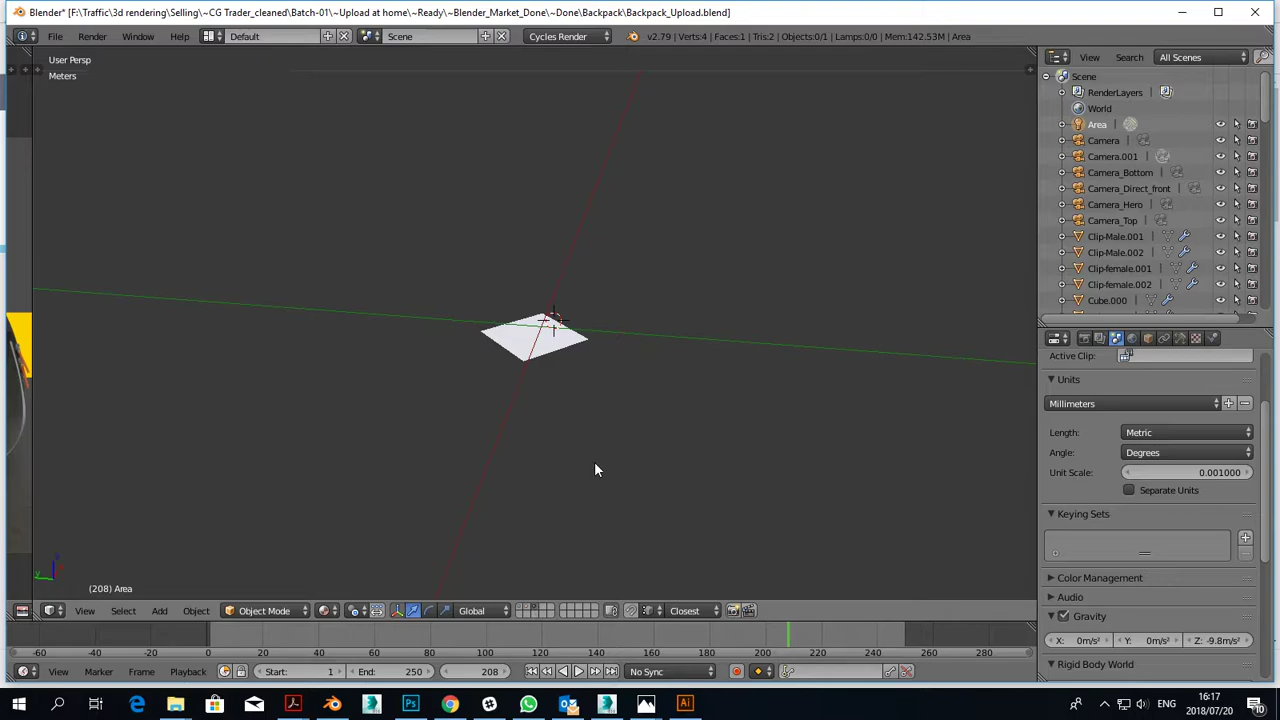 Blender* [F:\Traffic\3d rendering\Selling\~CG Trader_cleaned\Batch-01\~Upload at home\~Ready\~Blender_Market_Done\~Done\Backpack\Backpack_Upload.blend]
File Render Window Help Default Scene Cycles Render v2.79 | Verts:4 | Faces:1 | Tris:2 | Objects:0/1 | Lamps:0/0 | Mem:142.53M | Area
View Search All Scenes
User Persp
Meters
Scene
RenderLayers
World
Area
Camera
Camera.001
Camera_Bottom
Camera_Direct_front
Camera_Hero
Camera_Top
Clip-Male.001
Clip-Male.002
Clip-female.001
Clip-female.002
Cube.000
Active Clip:
Units
Millimeters
Length: Metric
Angle: Degrees
Unit Scale: 0.001000
Separate Units
Keying Sets
Color Management
Audio
Gravity
X: 0m/s² Y: 0m/s² Z: -9.8m/s²
Rigid Body World
(208) Area
View Select Add Object Object Mode Global Closest
-60 -40 -20 0 20 40 60 80 100 120 140 160 180 200 220 240 260 280
View Marker Frame Playback Start: 1 End: 250 208 No Sync
ENG
16:17
2018/07/20
10